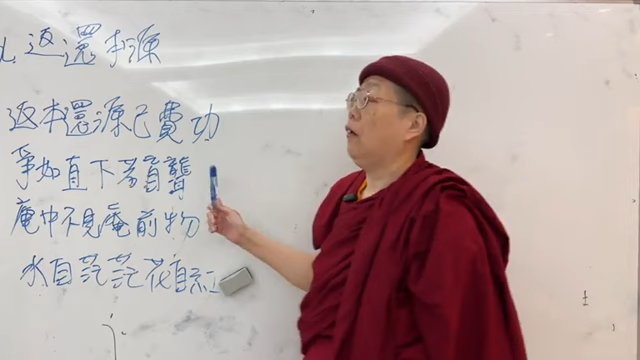 返還本源
返本還源已費功
爭如直下若盲聾
庵中不見庵前物
水自茫茫花自紅